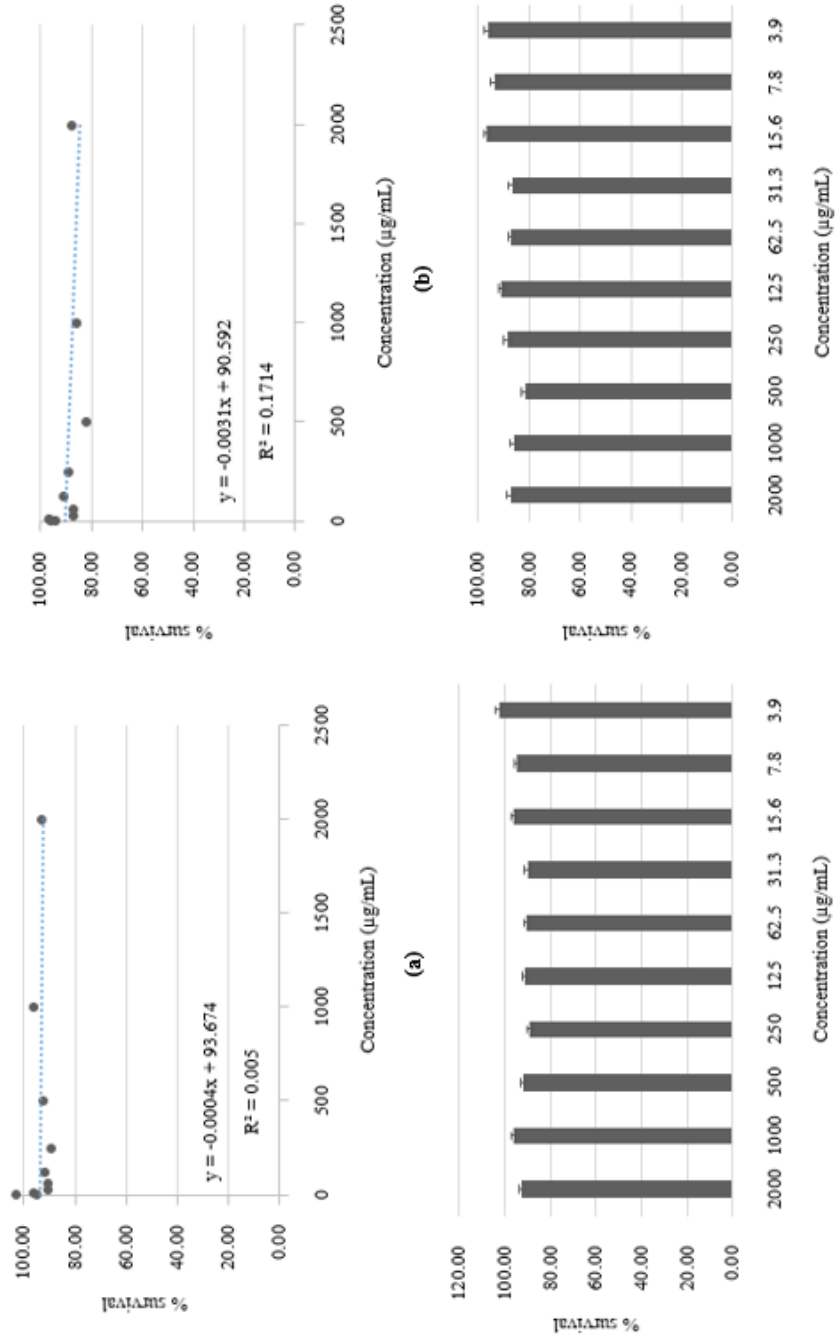 100.00
80.00
60.00
40.00
20.00
0.00
% survival
y = -0.0004x + 93.674
R² = 0.005
0 500 1000 1500 2000 2500
Concentration (µg/mL)
100.00
80.00
60.00
40.00
20.00
0.00
% survival
y = -0.0031x + 90.592
R² = 0.1714
0 500 1000 1500 2000 2500
Concentration (µg/mL)
(a)
(b)
120.00
100.00
80.00
60.00
40.00
20.00
0.00
% survival
2000 1000 500 250 125 62.5 31.3 15.6 7.8 3.9
Concentration (µg/mL)
100.00
80.00
60.00
40.00
20.00
0.00
% survival
2000 1000 500 250 125 62.5 31.3 15.6 7.8 3.9
Concentration (µg/mL)